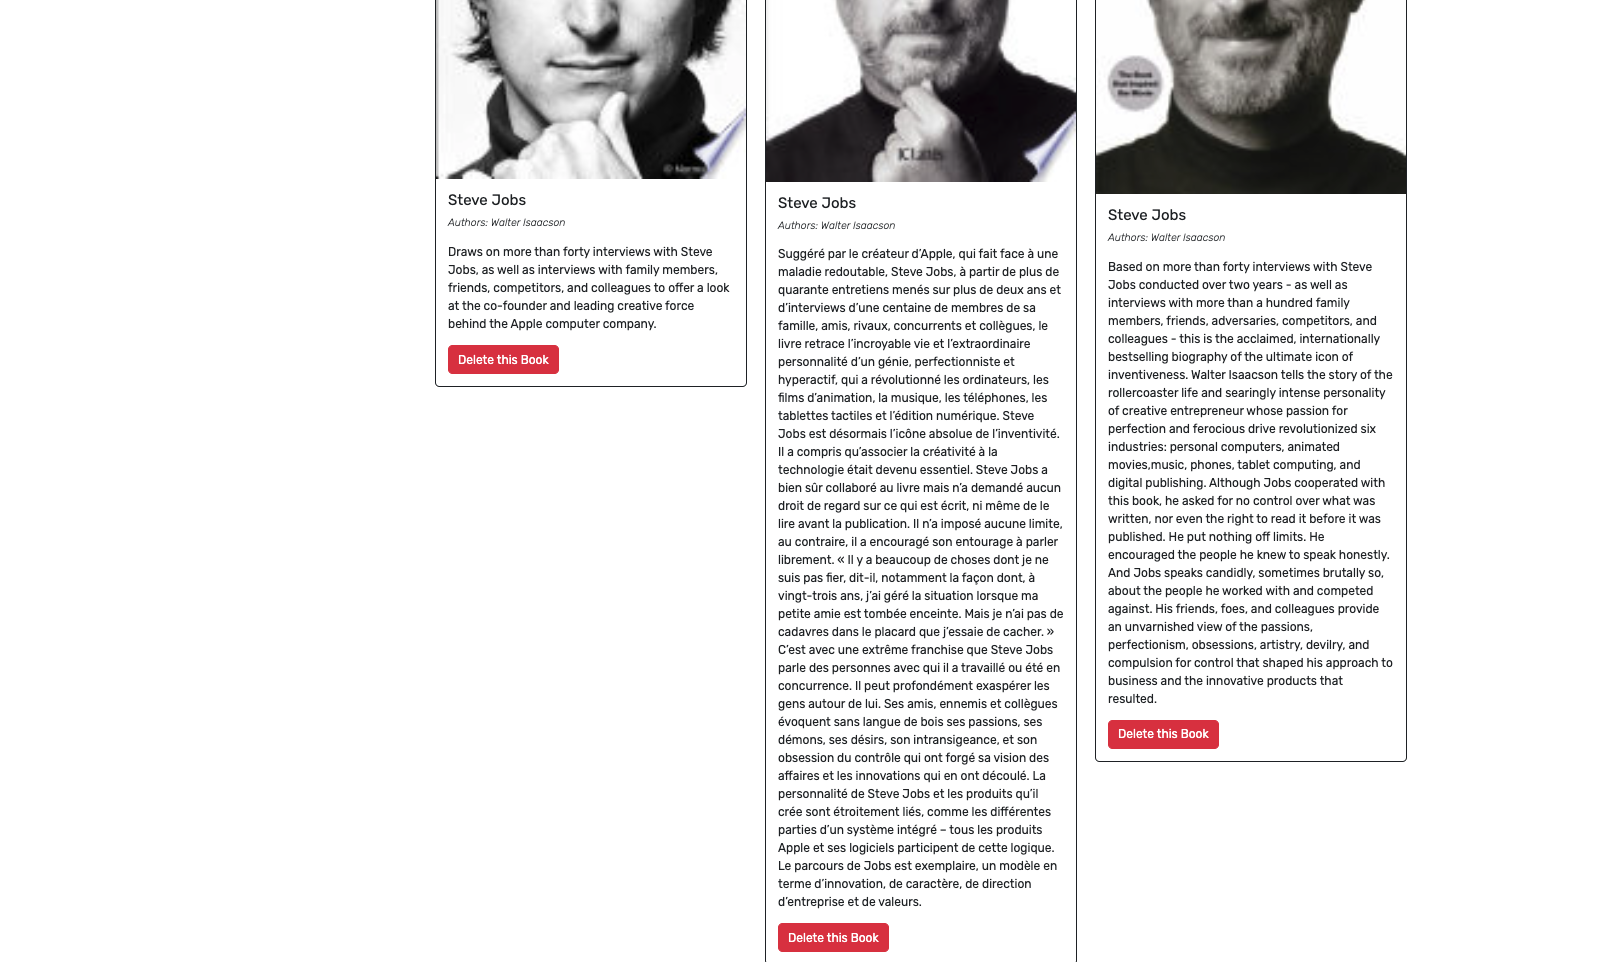 © Norma
Steve Jobs
Authors: Walter Isaacson
Draws on more than forty interviews with Steve
Jobs, as well as interviews with family members,
friends, competitors, and colleagues to offer a look
at the co-founder and leading creative force
behind the Apple computer company.
Delete this Book
JC Lattès
Steve Jobs
Authors: Walter Isaacson
Suggéré par le créateur d’Apple, qui fait face à une
maladie redoutable, Steve Jobs, à partir de plus de
quarante entretiens menés sur plus de deux ans et
d’interviews d’une centaine de membres de sa
famille, amis, rivaux, concurrents et collègues, le
livre retrace l’incroyable vie et l’extraordinaire
personnalité d’un génie, perfectionniste et
hyperactif, qui a révolutionné les ordinateurs, les
films d’animation, la musique, les téléphones, les
tablettes tactiles et l’édition numérique. Steve
Jobs est désormais l’icône absolue de l’inventivité.
Il a compris qu’associer la créativité à la
technologie était devenu essentiel. Steve Jobs a
bien sûr collaboré au livre mais n’a demandé aucun
droit de regard sur ce qui est écrit, ni même de le
lire avant la publication. Il n’a imposé aucune limite,
au contraire, il a encouragé son entourage à parler
librement. « Il y a beaucoup de choses dont je ne
suis pas fier, dit-il, notamment la façon dont, à
vingt-trois ans, j’ai géré la situation lorsque ma
petite amie est tombée enceinte. Mais je n’ai pas de
cadavres dans le placard que j’essaie de cacher. »
C’est avec une extrême franchise que Steve Jobs
parle des personnes avec qui il a travaillé ou été en
concurrence. Il peut profondément exaspérer les
gens autour de lui. Ses amis, ennemis et collègues
évoquent sans langue de bois ses passions, ses
démons, ses désirs, son intransigeance, et son
obsession du contrôle qui ont forgé sa vision des
affaires et les innovations qui en ont découlé. La
personnalité de Steve Jobs et les produits qu’il
crée sont étroitement liés, comme les différentes
parties d’un système intégré – tous les produits
Apple et ses logiciels participent de cette logique.
Le parcours de Jobs est exemplaire, un modèle en
terme d’innovation, de caractère, de direction
d’entreprise et de valeurs.
Delete this Book
The Book
that Inspired
the Movie
Steve Jobs
Authors: Walter Isaacson
Based on more than forty interviews with Steve
Jobs conducted over two years - as well as
interviews with more than a hundred family
members, friends, adversaries, competitors, and
colleagues - this is the acclaimed, internationally
bestselling biography of the ultimate icon of
inventiveness. Walter Isaacson tells the story of the
rollercoaster life and searingly intense personality
of creative entrepreneur whose passion for
perfection and ferocious drive revolutionized six
industries: personal computers, animated
movies,music, phones, tablet computing, and
digital publishing. Although Jobs cooperated with
this book, he asked for no control over what was
written, nor even the right to read it before it was
published. He put nothing off limits. He
encouraged the people he knew to speak honestly.
And Jobs speaks candidly, sometimes brutally so,
about the people he worked with and competed
against. His friends, foes, and colleagues provide
an unvarnished view of the passions,
perfectionism, obsessions, artistry, devilry, and
compulsion for control that shaped his approach to
business and the innovative products that
resulted.
Delete this Book